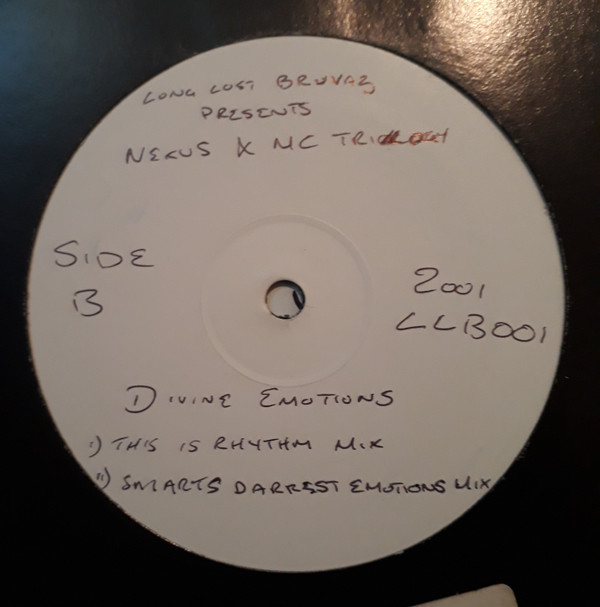 LONG LOST BRUVAZ
PRESENTS
NEXUS & MC
SIDE
B
2001
LLB001
DIVINE EMOTIONS
i) THIS IS RHYTHM MIX
ii) SMARTS DARKEST EMOTIONS MIX